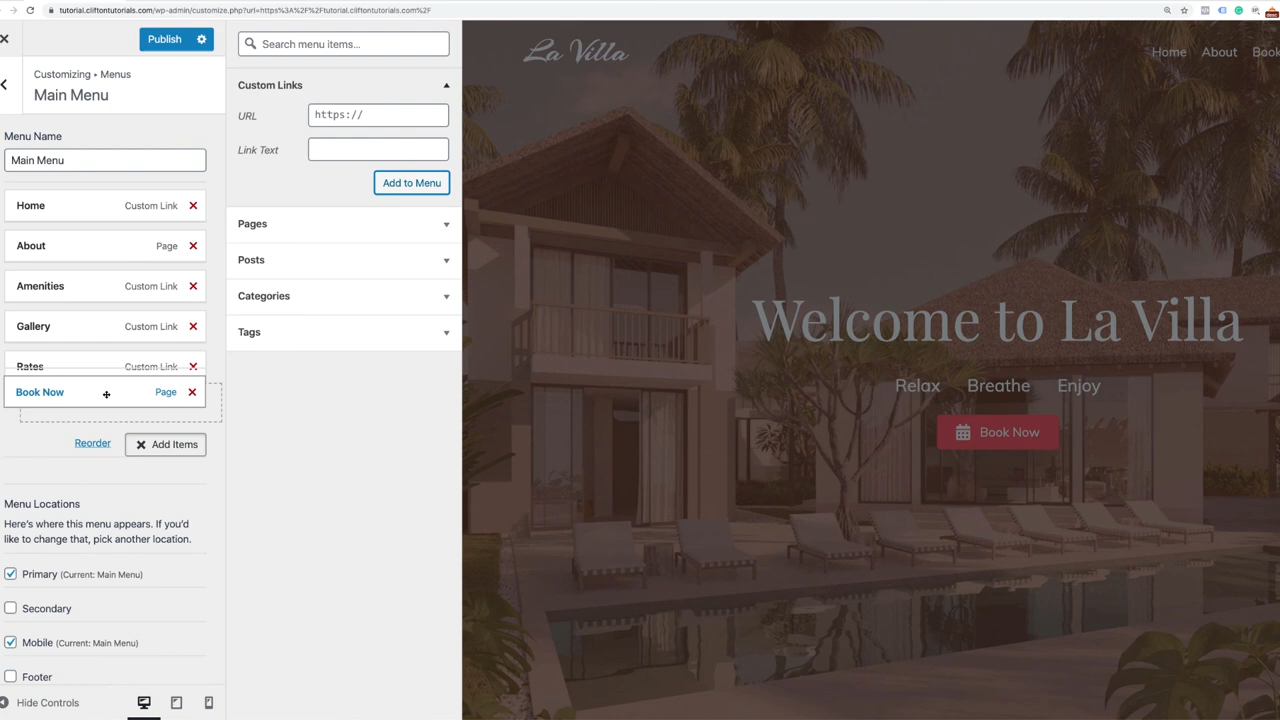 tutorial.cliftontutorials.com/wp-admin/customize.php?url=https%3A%2F%2Ftutorial.cliftontutorials.com%2F
Publish
Customizing ▸ Menus
Main Menu
Menu Name
Main Menu
Home Custom Link
About Page
Amenities Custom Link
Gallery Custom Link
Rates Custom Link
Book Now Page
Reorder
Add Items
Menu Locations
Here's where this menu appears. If you'd
like to change that, pick another location.
Primary (Current: Main Menu)
Secondary
Mobile (Current: Main Menu)
Footer
Hide Controls
Search menu items...
Custom Links
URL https://
Link Text
Add to Menu
Pages
Posts
Categories
Tags
La Villa
Home About Book
Welcome to La Villa
Relax Breathe Enjoy
Book Now